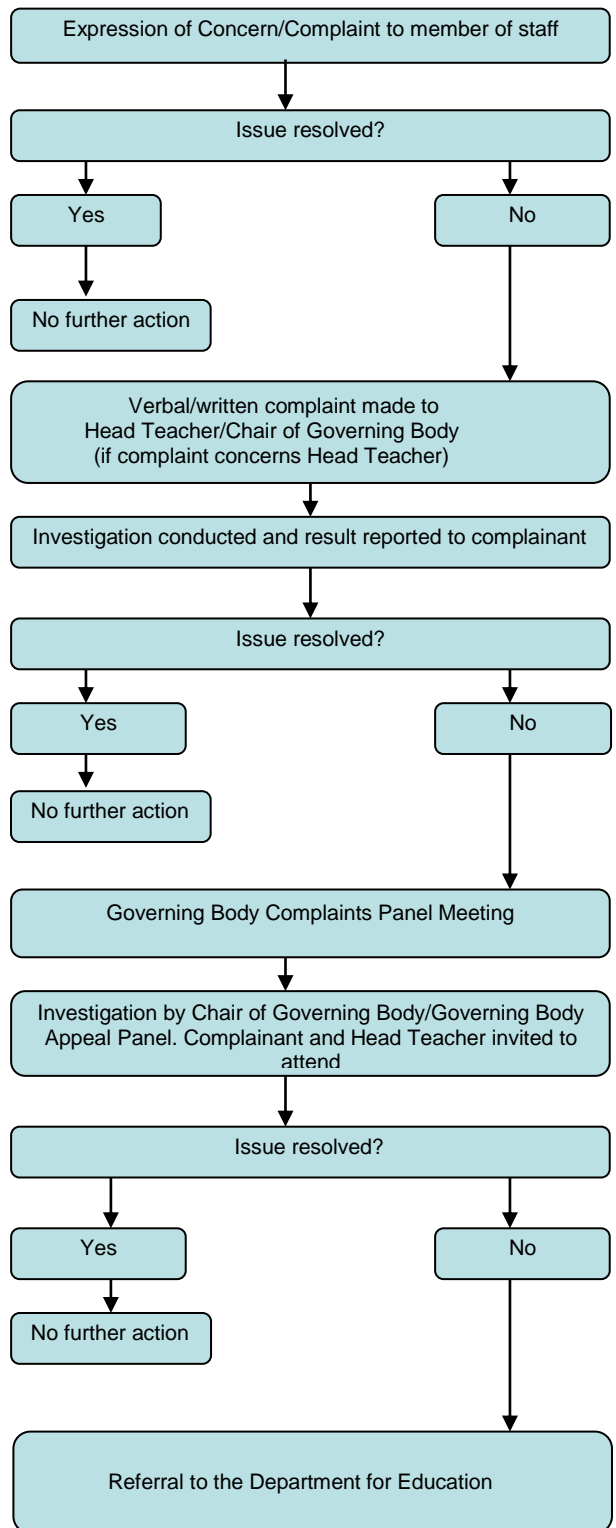 Expression of Concern/Complaint to member of staff
Issue resolved?
Yes
No
No further action
Verbal/written complaint made to
Head Teacher/Chair of Governing Body
(if complaint concerns Head Teacher)
Investigation conducted and result reported to complainant
Issue resolved?
Yes
No
No further action
Governing Body Complaints Panel Meeting
Investigation by Chair of Governing Body/Governing Body
Appeal Panel. Complainant and Head Teacher invited to
attend
Issue resolved?
Yes
No
No further action
Referral to the Department for Education